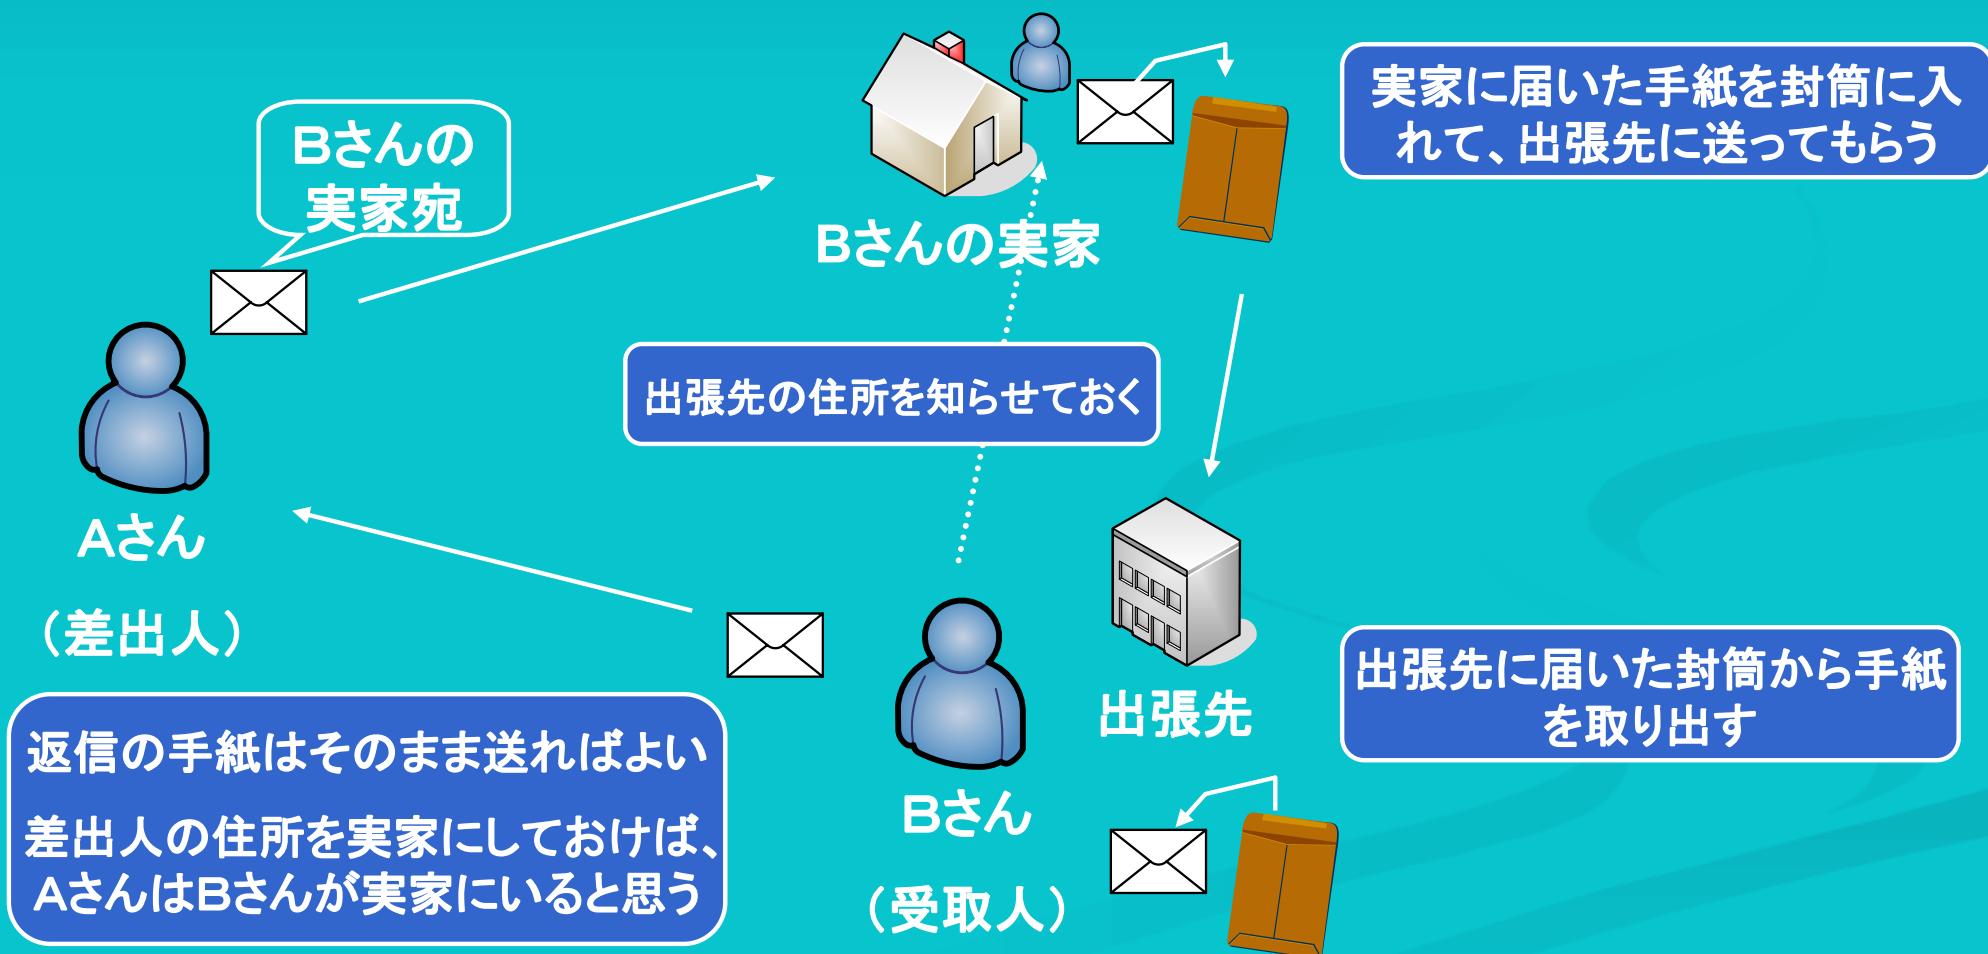 Bさんの
実家宛
実家に届いた手紙を封筒に入
れて、出張先に送ってもらう
Bさんの実家
出張先の住所を知らせておく
Aさん
（差出人）
出張先に届いた封筒から手紙
を取り出す
出張先
返信の手紙はそのまま送ればよい
差出人の住所を実家にしておけば、
AさんはBさんが実家にいると思う
Bさん
（受取人）